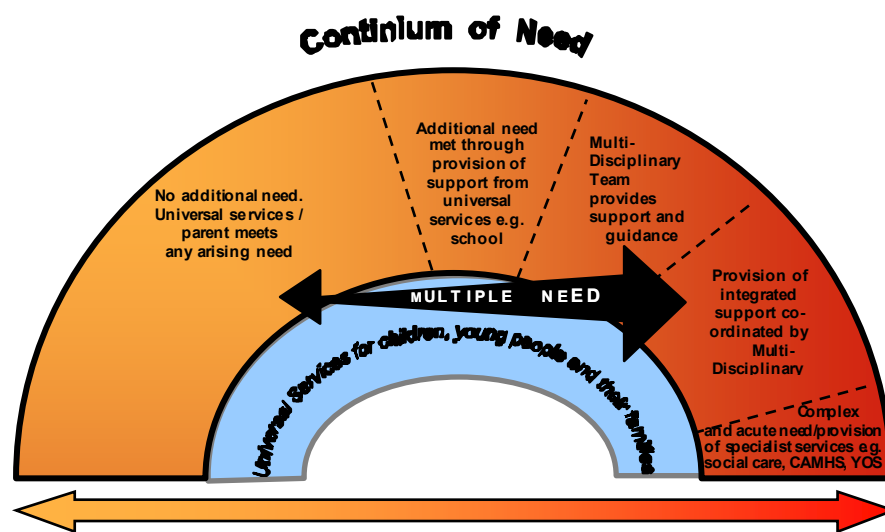 Continium of Need
No additional need.
Universal services /
parent meets
any arising need
Additional need
met through
provision of
support from
universal
services e.g.
school
Multi-
Disciplinary
Team
provides
support and
guidance
Provision of
integrated
support co-
ordinated by
Multi-
Disciplinary
Complex
and acute need/provision
of specialist services e.g.
social care, CAMHS, YOS
MULTIPLE NEED
Universal Services for children, young people and their families